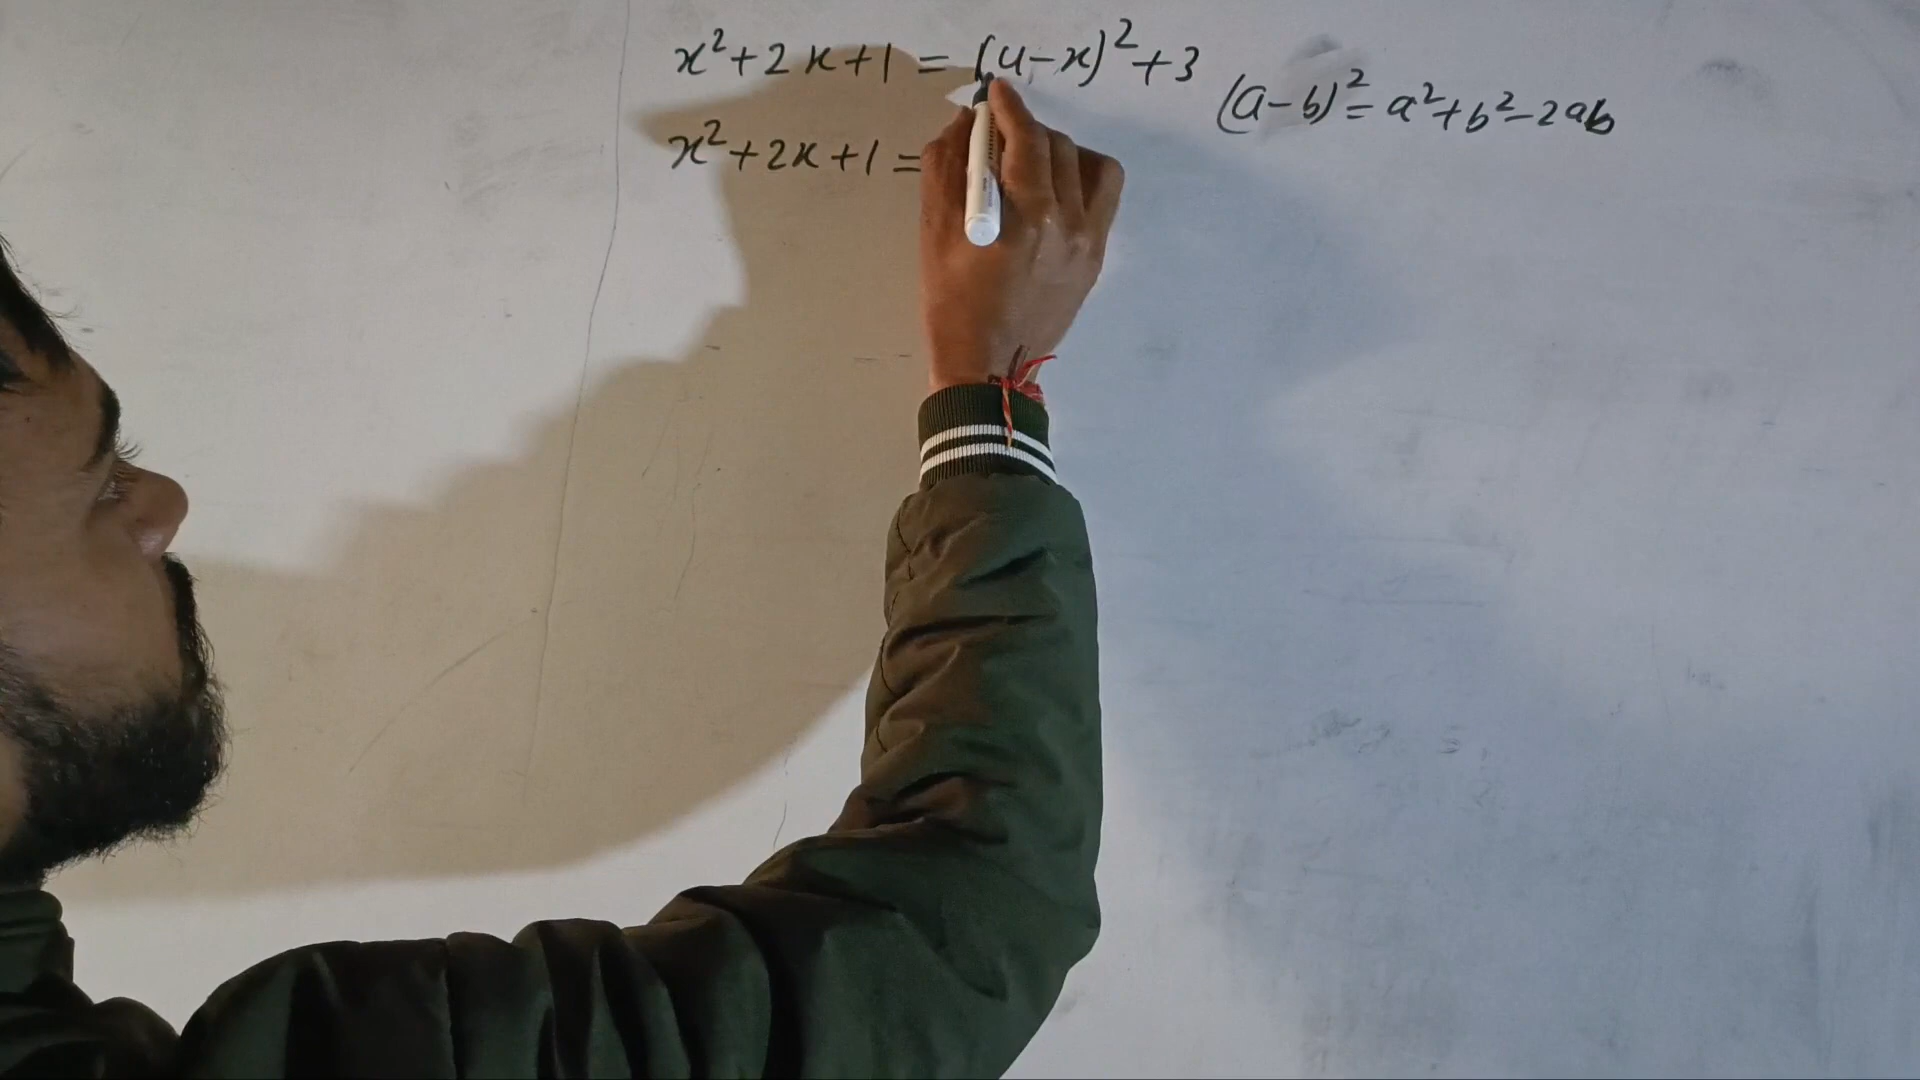 x²+2x+1 = (4-x)²+3
(a-b)² = a²+b²-2ab
x²+2x+1 =